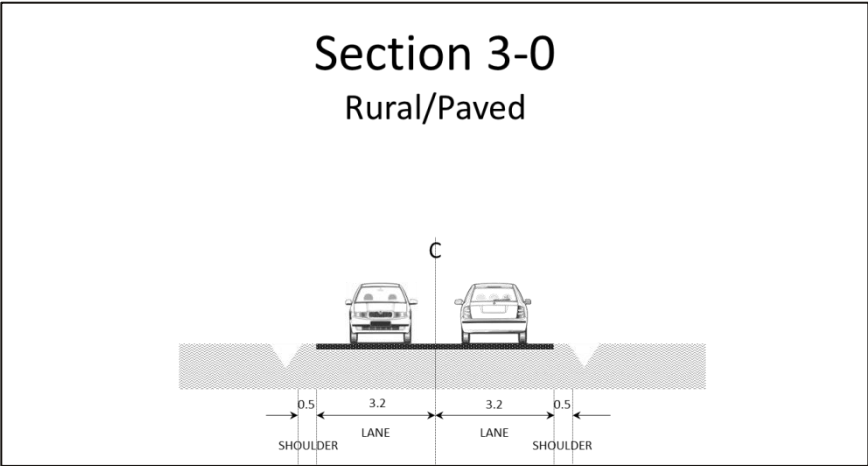 Section 3-0
Rural/Paved
C
0.5 3.2 3.2 0.5
LANE LANE
SHOULDER SHOULDER